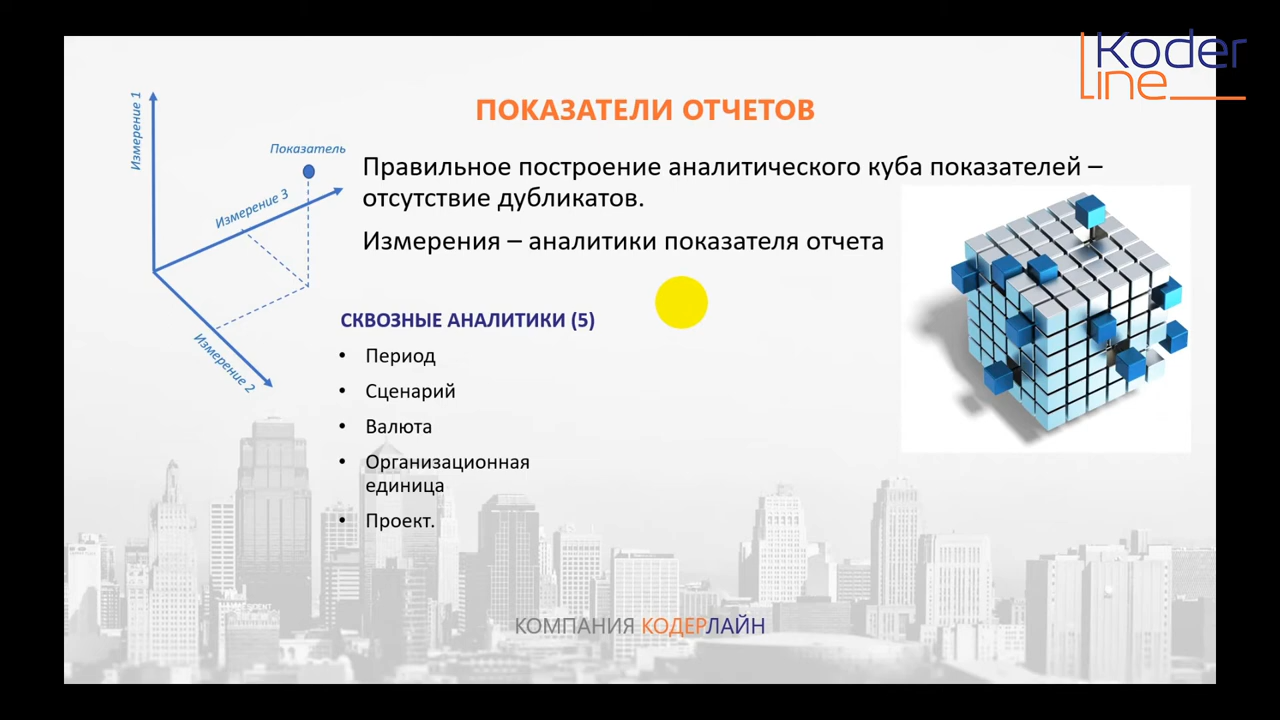 Koder
Line
ПОКАЗАТЕЛИ ОТЧЕТОВ
Измерение 1
Показатель
Измерение 3
Измерение 2
Правильное построение аналитического куба показателей –
отсутствие дубликатов.
Измерения – аналитики показателя отчета
СКВОЗНЫЕ АНАЛИТИКИ (5)
• Период
• Сценарий
• Валюта
• Организационная
единица
• Проект.
КОМПАНИЯ КОДЕРЛАЙН